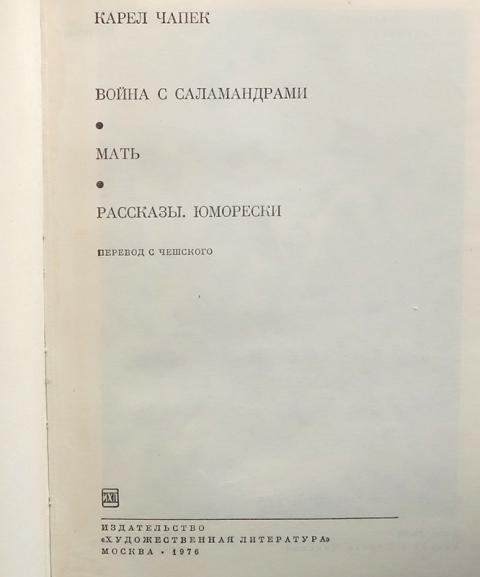 КАРЕЛ ЧАПЕК
ВОЙНА С САЛАМАНДРАМИ
●
МАТЬ
●
РАССКАЗЫ. ЮМОРЕСКИ
ПЕРЕВОД С ЧЕШСКОГО
ИЗДАТЕЛЬСТВО
«ХУДОЖЕСТВЕННАЯ ЛИТЕРАТУРА»
МОСКВА • 1976